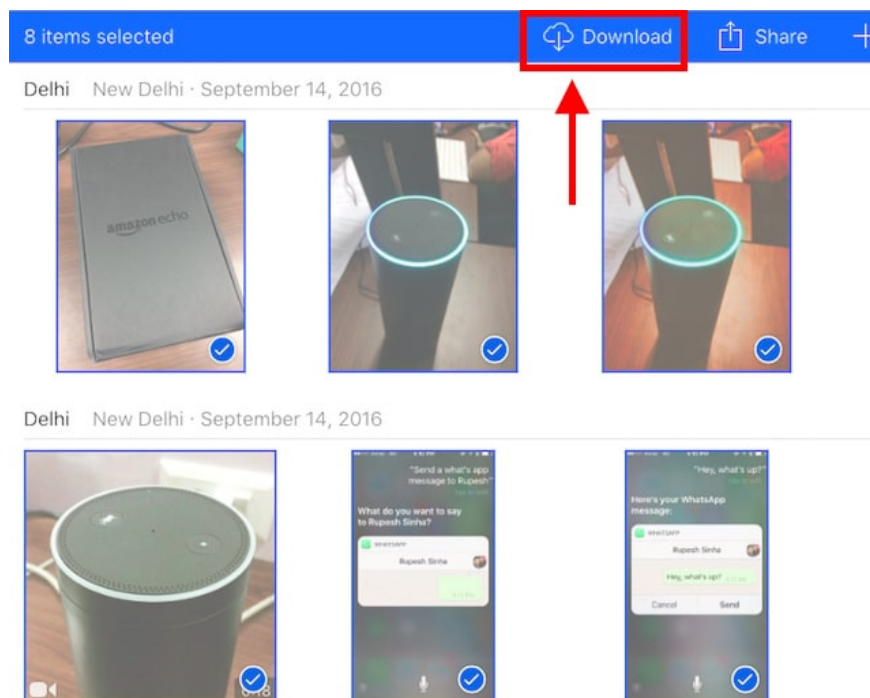 8 items selected
Download
Share
Delhi New Delhi · September 14, 2016
amazon echo
Delhi New Delhi · September 14, 2016
"Send a what's app
message to Rupesh"
What do you want to say
to Rupesh Sinha?
WHATSAPP
Rupesh Sinha
"Hey, what's up?"
Here's your WhatsApp
message:
WHATSAPP
Rupesh Sinha
Hey, what's up?
Cancel Send